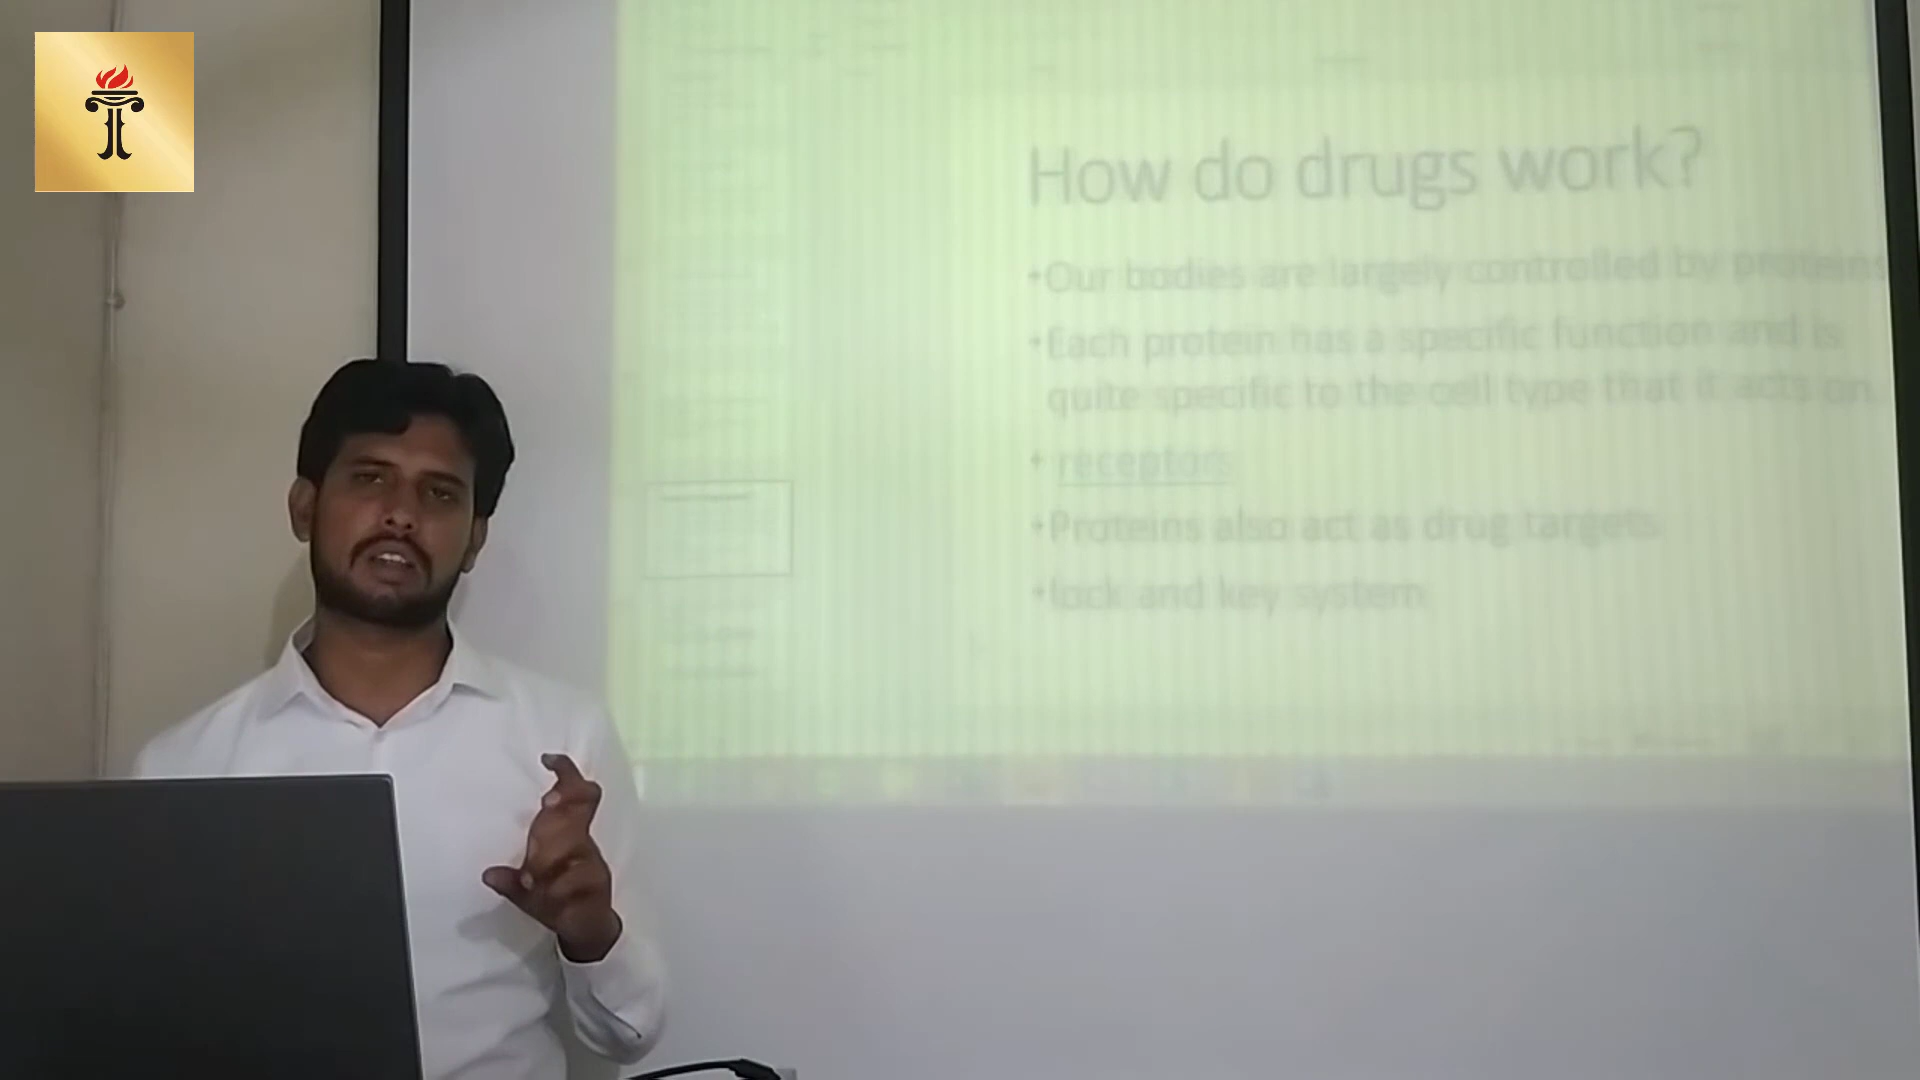 How do drugs work?
•Our bodies are largely controlled by proteins
•Each protein has a specific function and is
quite specific to the cell type that it acts on.
• receptors
•Proteins also act as drug targets.
•lock and key system